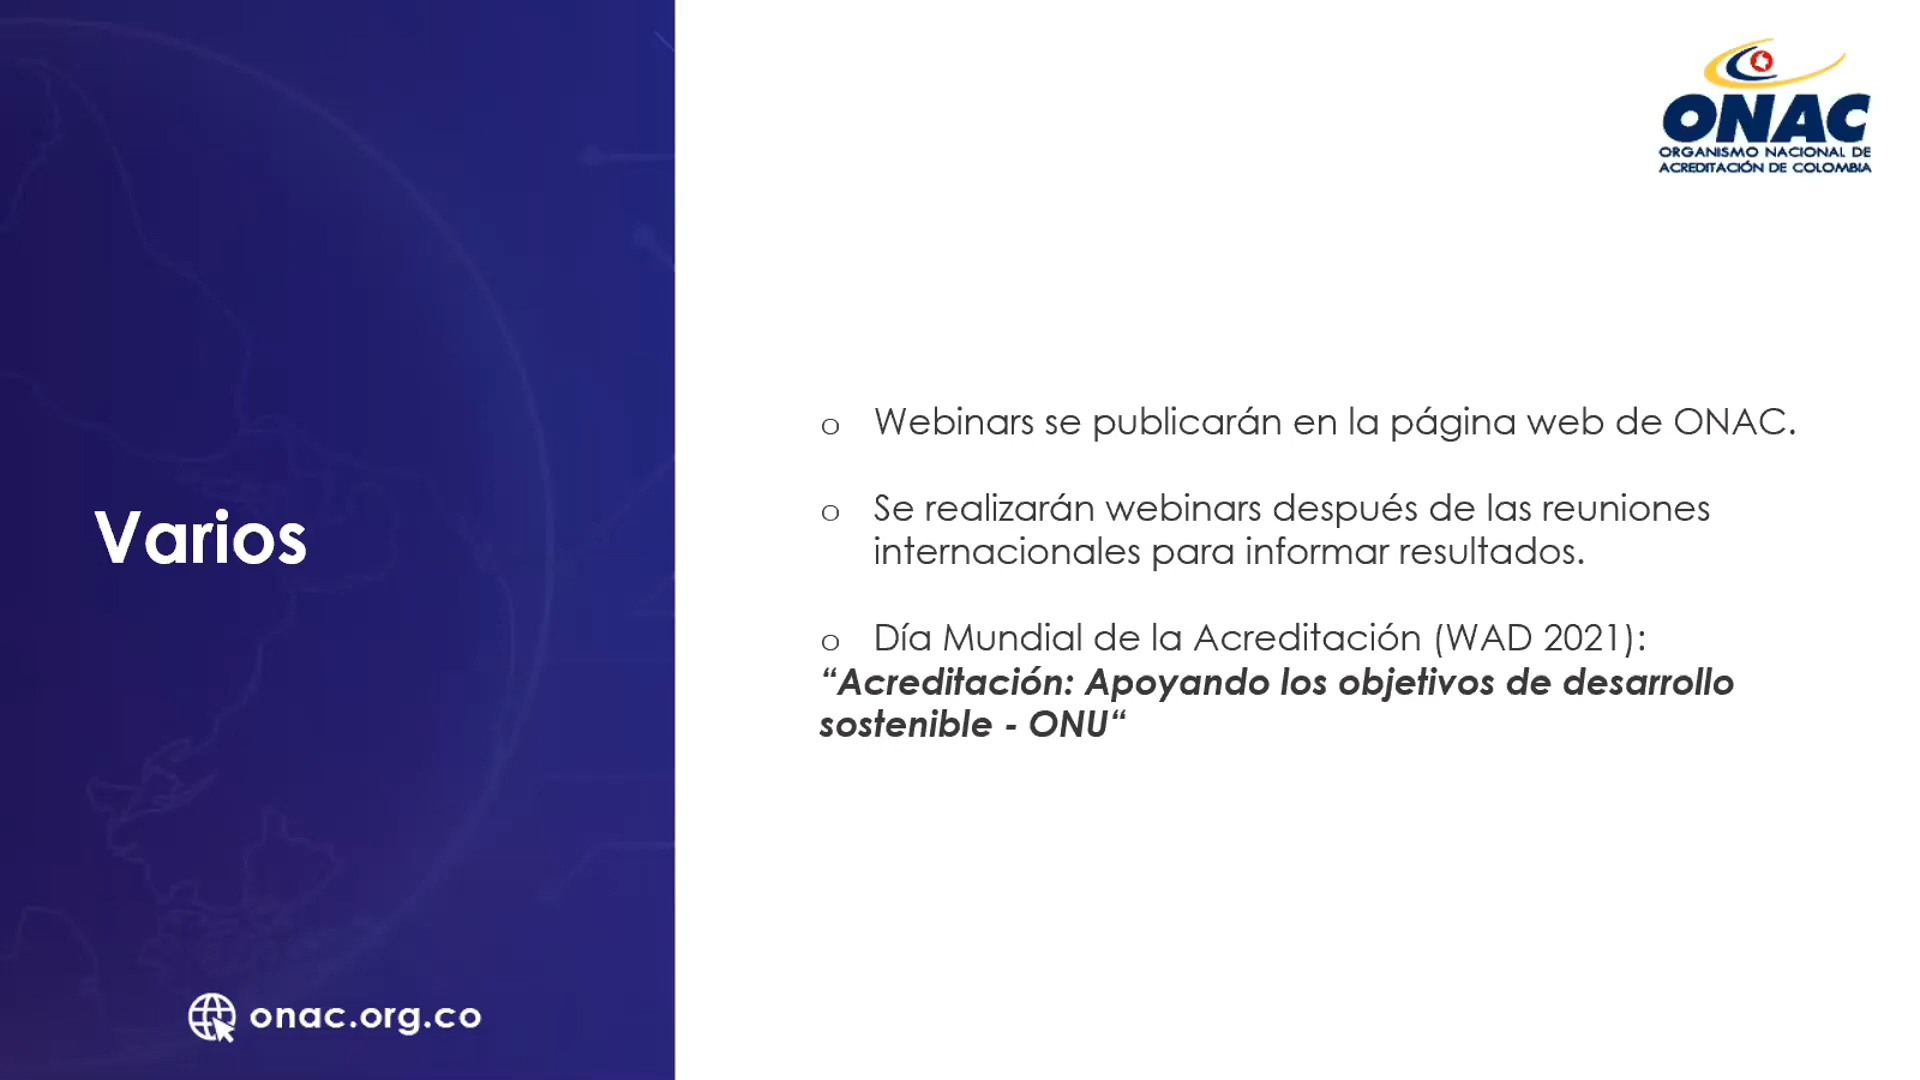 ONAC
ORGANISMO NACIONAL DE
ACREDITACIÓN DE COLOMBIA
Varios
o Webinars se publicarán en la página web de ONAC.
o Se realizarán webinars después de las reuniones
internacionales para informar resultados.
o Día Mundial de la Acreditación (WAD 2021):
“Acreditación: Apoyando los objetivos de desarrollo
sostenible - ONU“
onac.org.co